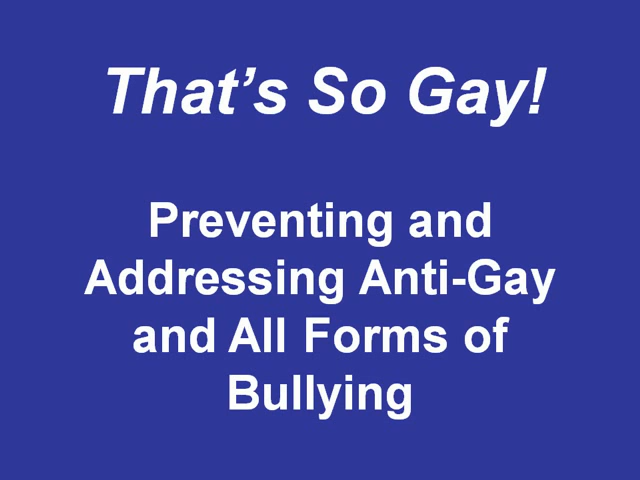 That's So Gay!
Preventing and
Addressing Anti-Gay
and All Forms of
Bullying